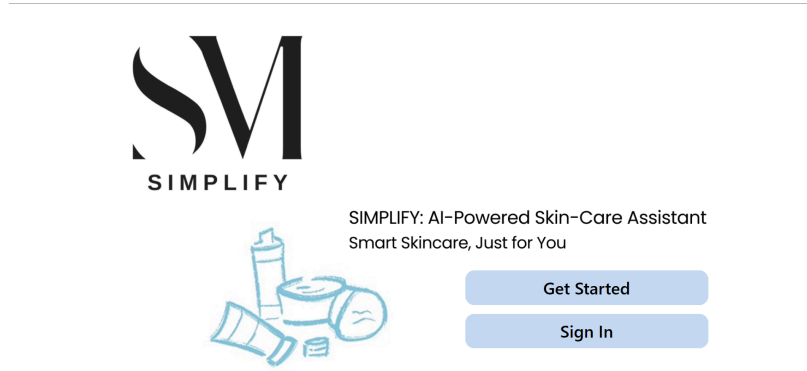 SM
SIMPLIFY
SIMPLIFY: AI-Powered Skin-Care Assistant
Smart Skincare, Just for You
Get Started
Sign In